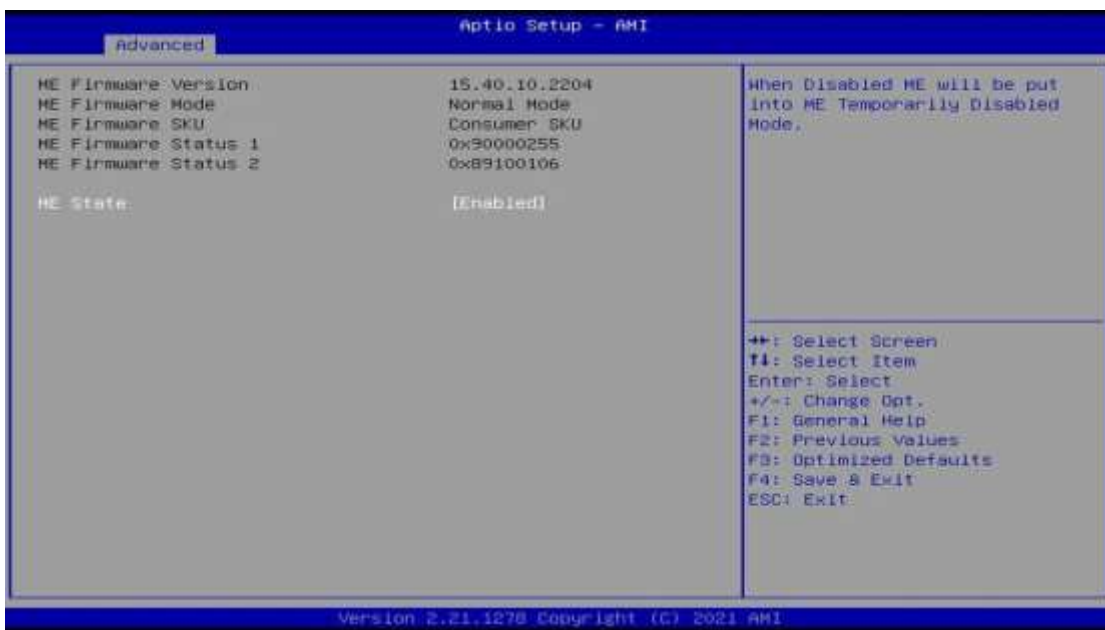 Aptio Setup - AMI
Advanced
ME Firmware Version 15.40.10.2204
ME Firmware Mode Normal Mode
ME Firmware SKU Consumer SKU
ME Firmware Status 1 0x90000255
ME Firmware Status 2 0x89100106
ME State [Enabled]
When Disabled ME will be put
into ME Temporarily Disabled
Mode.
→←: Select Screen
↑↓: Select Item
Enter: Select
+/-: Change Opt.
F1: General Help
F2: Previous Values
F3: Optimized Defaults
F4: Save & Exit
ESC: Exit
Version 2.21.1278 Copyright (C) 2021 AMI